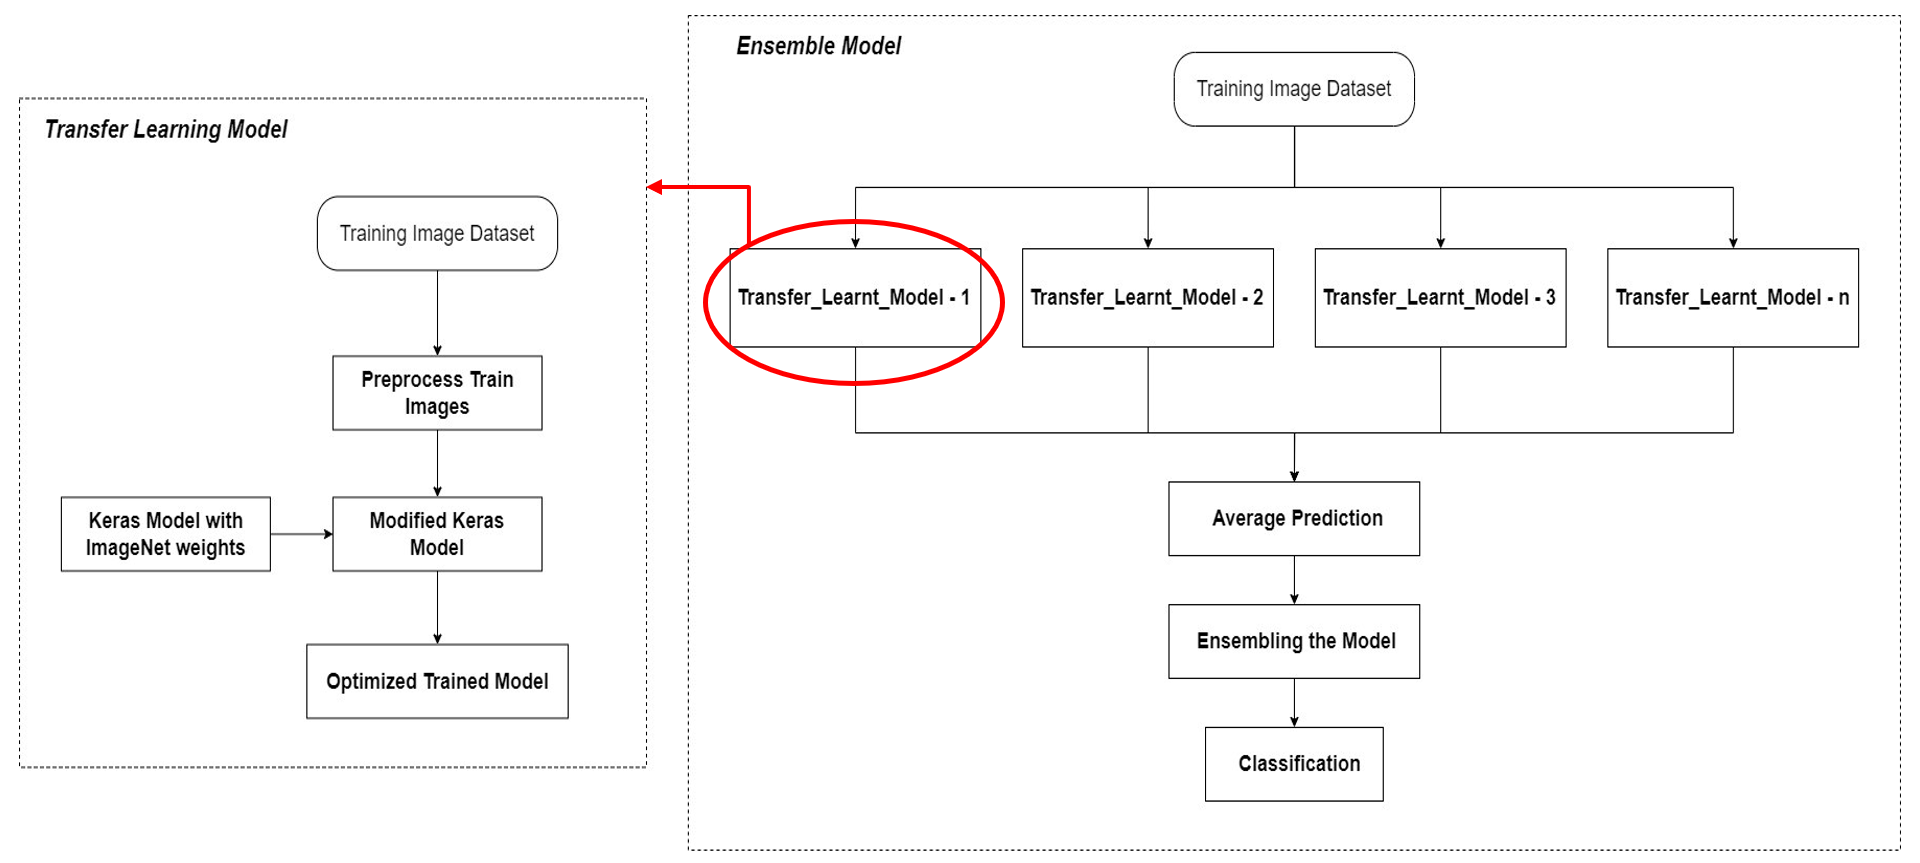 Transfer Learning Model
Training Image Dataset
Preprocess Train
Images
Keras Model with
ImageNet weights
Modified Keras
Model
Optimized Trained Model
Ensemble Model
Training Image Dataset
Transfer_Learnt_Model - 1
Transfer_Learnt_Model - 2
Transfer_Learnt_Model - 3
Transfer_Learnt_Model - n
Average Prediction
Ensembling the Model
Classification